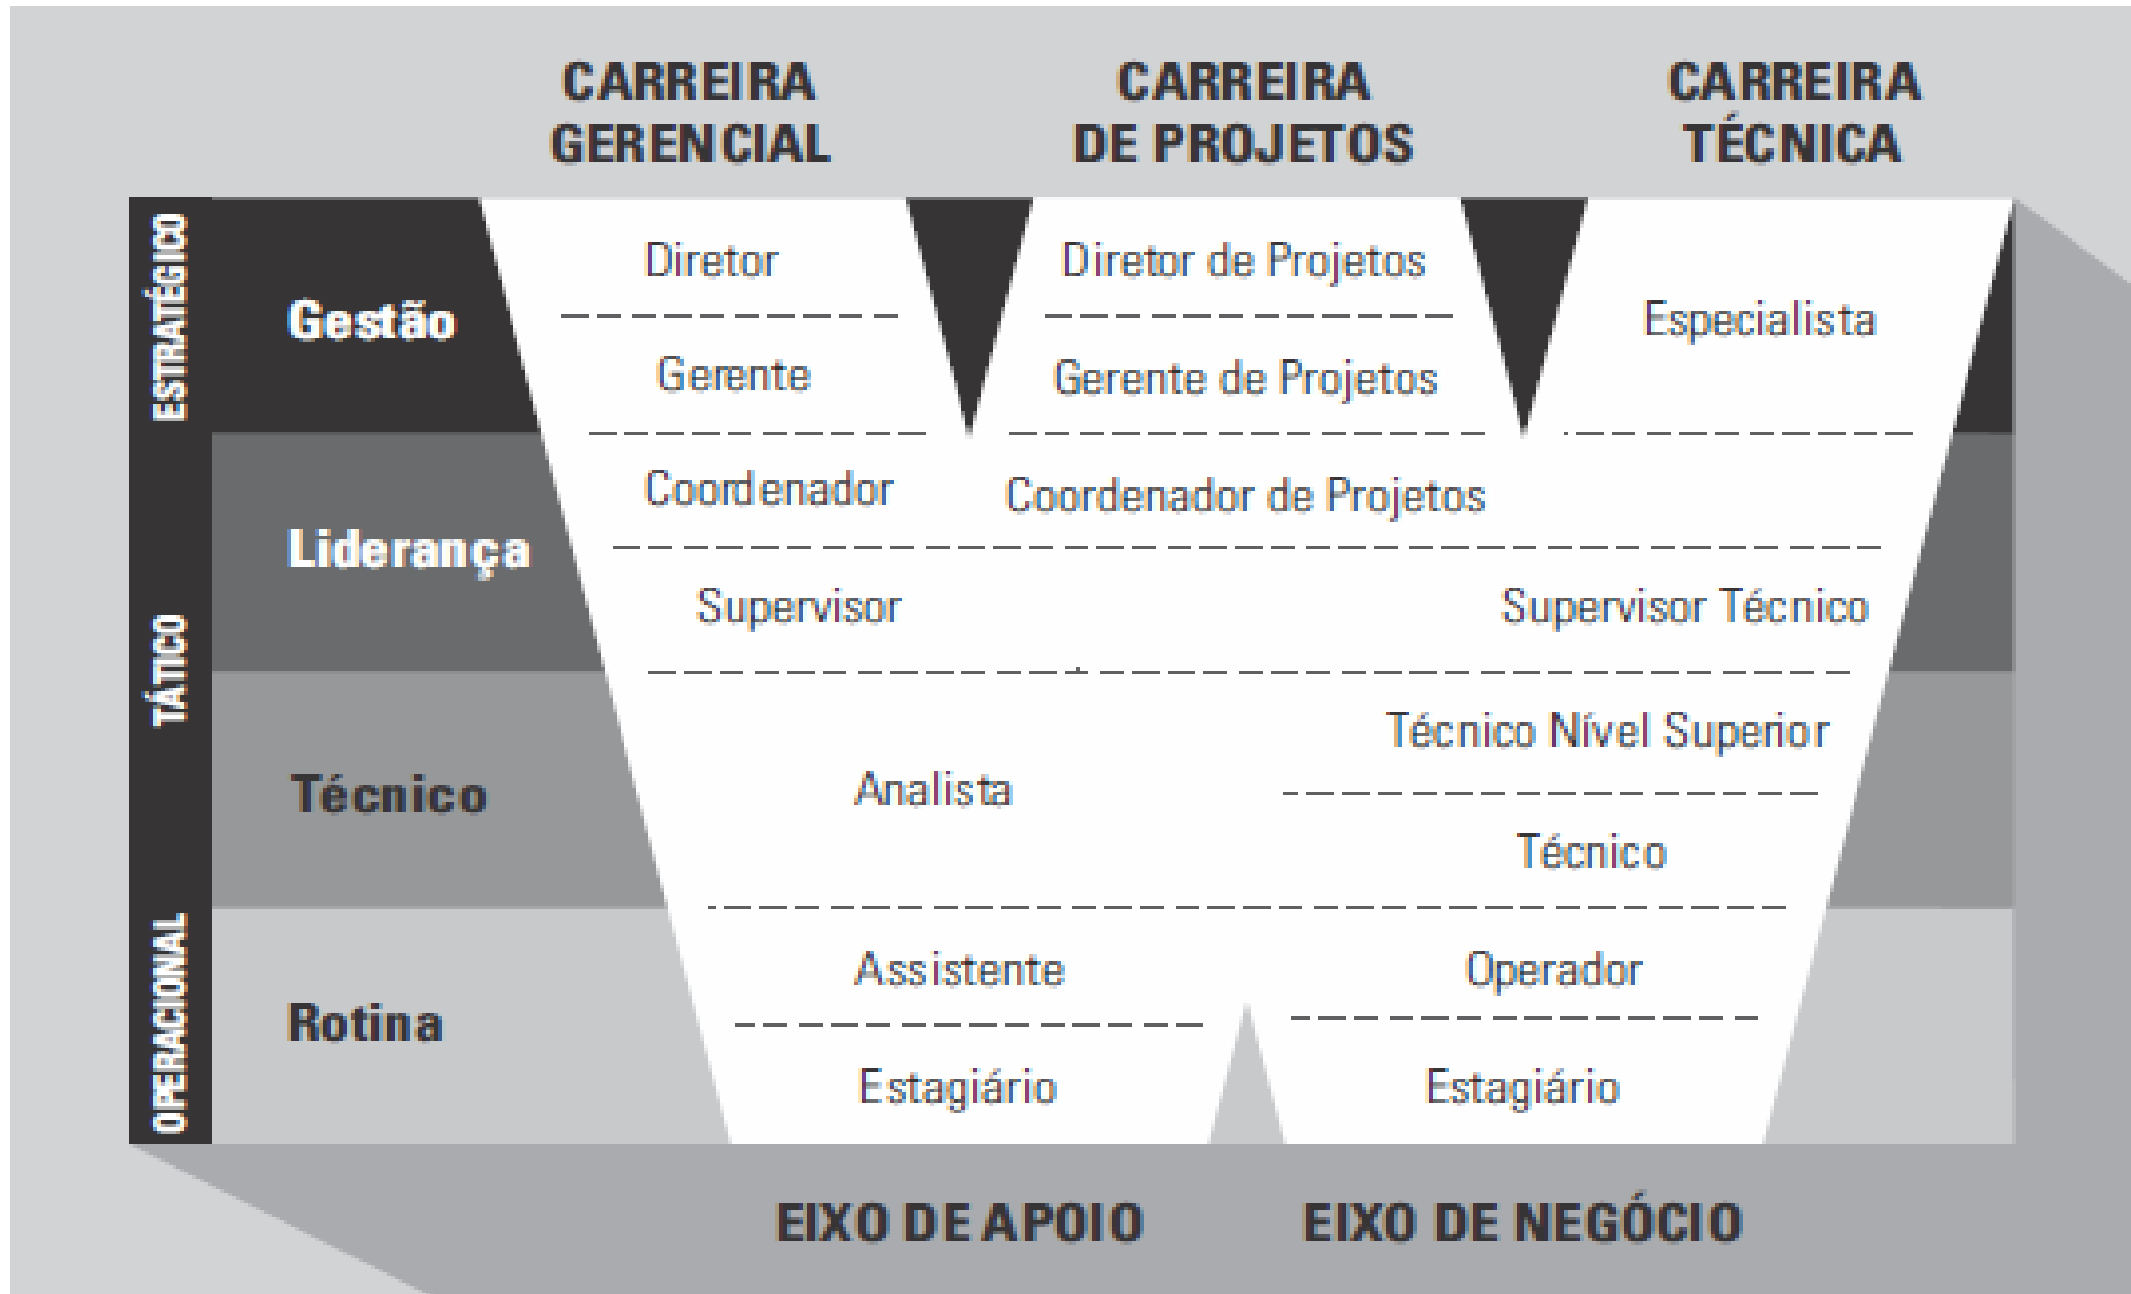 CARREIRA
GERENCIAL
CARREIRA
DE PROJETOS
CARREIRA
TÉCNICA
ESTRATÉGICO
Gestão
Diretor
Diretor de Projetos
Especialista
Gerente
Gerente de Projetos
TÁTICO
Liderança
Coordenador
Coordenador de Projetos
Supervisor
Supervisor Técnico
Técnico
Analista
Técnico Nível Superior
Técnico
OPERACIONAL
Rotina
Assistente
Operador
Estagiário
Estagiário
EIXO DE APOIO
EIXO DE NEGÓCIO